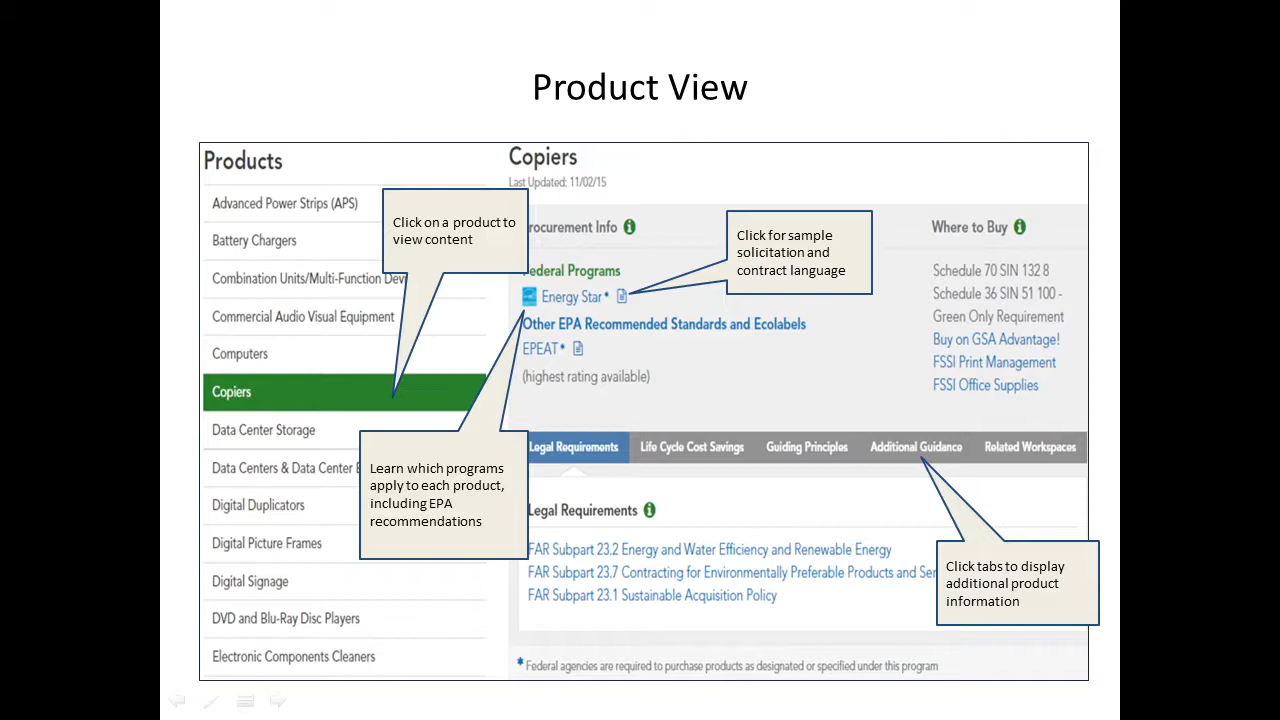 Product View
Products
Advanced Power Strips (APS)
Battery Chargers
Combination Units/Multi-Function
Commercial Audio Visual Equipment
Computers
Copiers
Data Center Storage
Data Centers & Data Center
Digital Duplicators
Digital Picture Frames
Digital Signage
DVD and Blu-Ray Disc Players
Electronic Components Cleaners
Click on a product to
view content
Learn which programs
apply to each product,
including EPA
recommendations
Copiers
Last Updated: 11/02/15
Procurement Info
Federal Programs
Energy Star*
Other EPA Recommended Standards and Ecolabels
EPEAT*
(highest rating available)
Click for sample
solicitation and
contract language
Where to Buy
Schedule 70 SIN 132 8
Schedule 36 SIN 51 100 -
Green Only Requirement
Buy on GSA Advantage!
FSSI Print Management
FSSI Office Supplies
Legal Requirements Life Cycle Cost Savings Guiding Principles Additional Guidance Related Workspaces
Legal Requirements
FAR Subpart 23.2 Energy and Water Efficiency and Renewable Energy
FAR Subpart 23.7 Contracting for Environmentally Preferable Products and
FAR Subpart 23.1 Sustainable Acquisition Policy
Click tabs to display
additional product
information
* Federal agencies are required to purchase products as designated or specified under this program